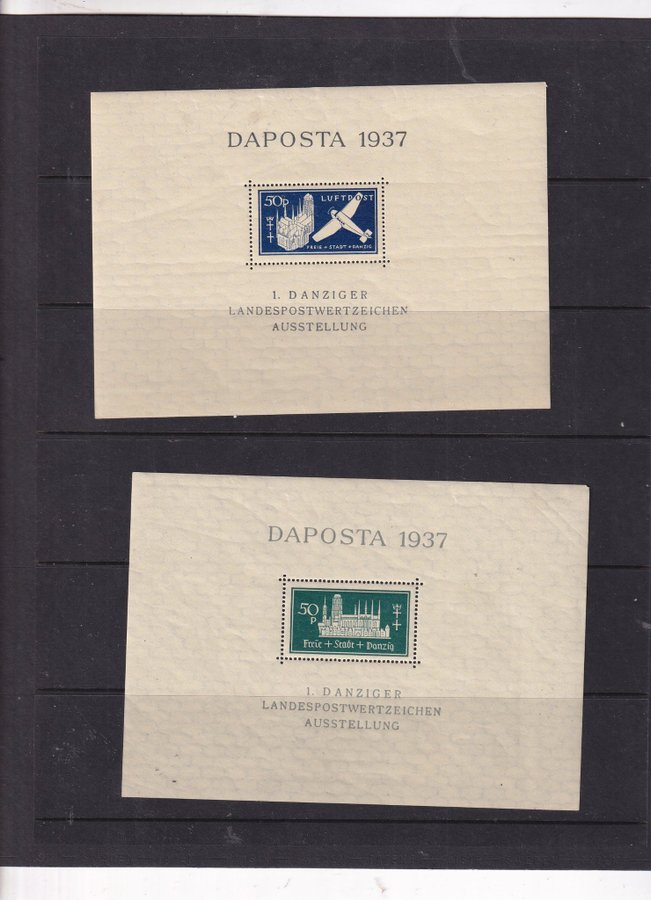 DAPOSTA 1937
50P LUFTPOST
FREIE + STADT + DANZIG
1. DANZIGER
LANDESPOSTWERTZEICHEN
AUSSTELLUNG
DAPOSTA 1937
50
P
Freie + Stadt + Danzig
1. DANZIGER
LANDESPOSTWERTZEICHEN
AUSSTELLUNG